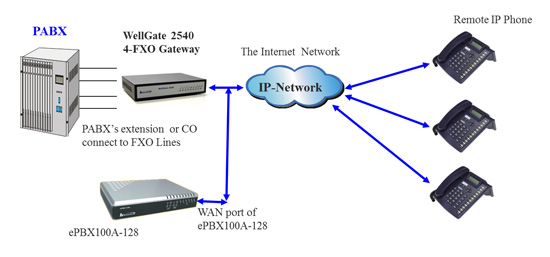 PABX
WellGate 2540
4-FXO Gateway
The Internet Network
Remote IP Phone
IP-Network
PABX's extension or CO
connect to FXO Lines
WAN port of
ePBX100A-128
ePBX100A-128